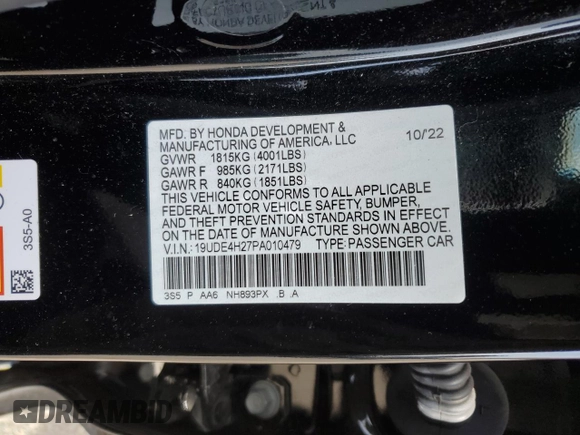 HONDA DEVEL
MFD. BY HONDA DEVELOPMENT &
MANUFACTURING OF AMERICA, LLC 10/22
GVWR 1815KG (4001LBS)
GAWR F 985KG (2171LBS)
GAWR R 840KG (1851LBS)
THIS VEHICLE CONFORMS TO ALL APPLICABLE
FEDERAL MOTOR VEHICLE SAFETY, BUMPER,
AND THEFT PREVENTION STANDARDS IN EFFECT
ON THE DATE OF MANUFACTURE SHOWN ABOVE.
V.I.N.: 19UDE4H27PA010479 TYPE: PASSENGER CAR
3S5 P AA6 NH893PX .B .A
3S5-A0
DREAMBID